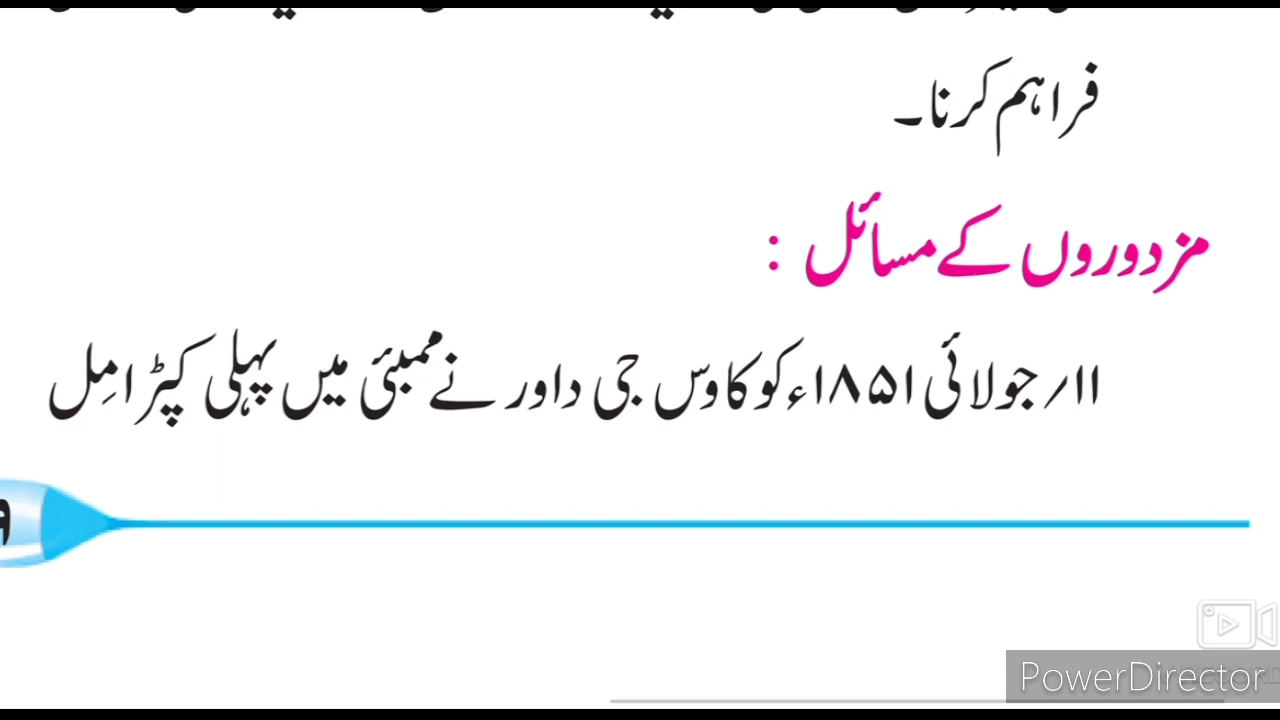 فراہم کرنا۔
مزدوروں کے مسائل :
۱۱؍جولائی ۱۸۵۱ء کو کاوس جی داور نے ممبئی میں پہلی کپڑا مِل
PowerDirector